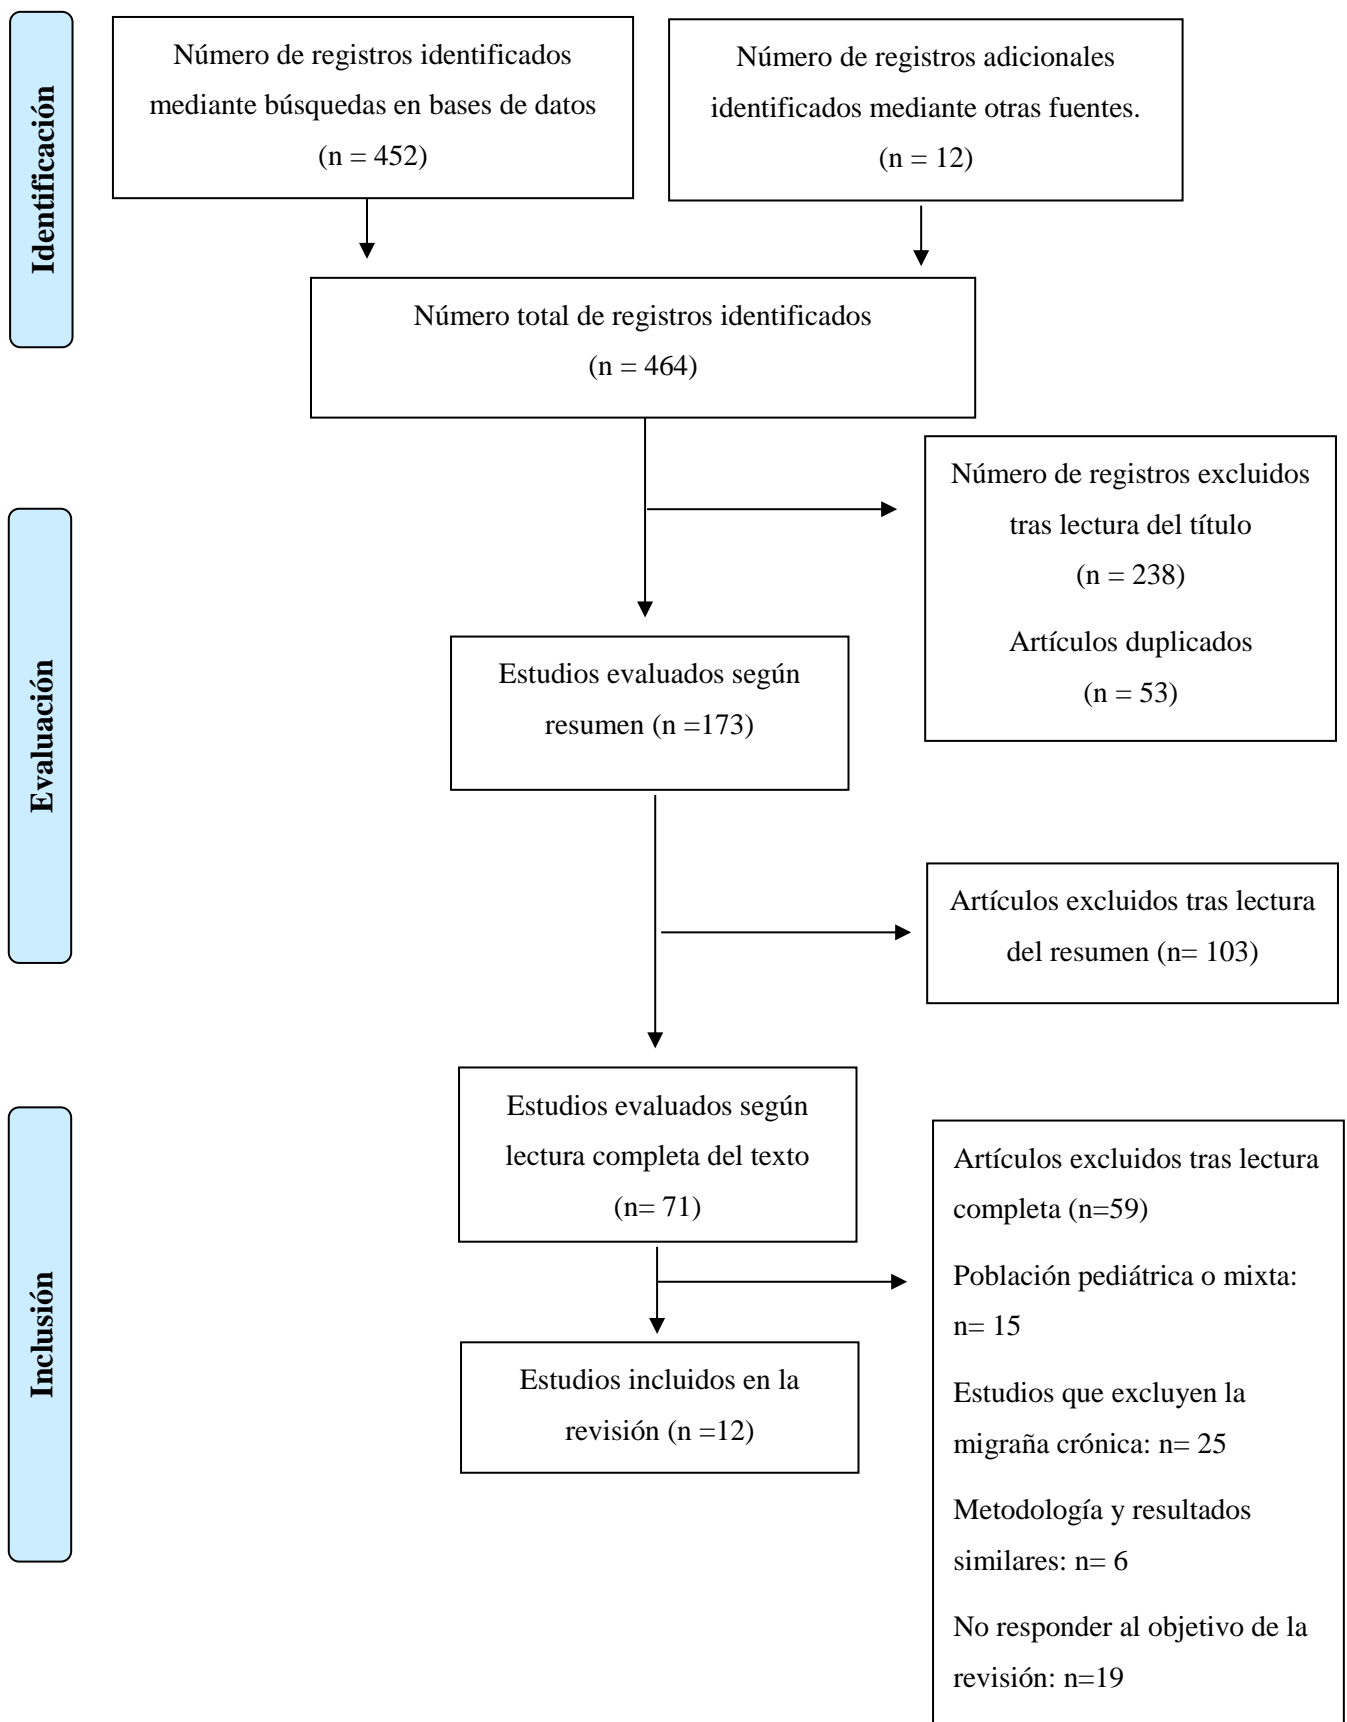 Identificación
Número de registros identificados
mediante búsquedas en bases de datos
(n = 452)
Número de registros adicionales
identificados mediante otras fuentes.
(n = 12)
Número total de registros identificados
(n = 464)
Evaluación
Número de registros excluidos
tras lectura del título
(n = 238)
Artículos duplicados
(n = 53)
Estudios evaluados según
resumen (n =173)
Artículos excluidos tras lectura
del resumen (n= 103)
Inclusión
Estudios evaluados según
lectura completa del texto
(n= 71)
Artículos excluidos tras lectura
completa (n=59)
Población pediátrica o mixta:
n= 15
Estudios que excluyen la
migraña crónica: n= 25
Metodología y resultados
similares: n= 6
No responder al objetivo de la
revisión: n=19
Estudios incluidos en la
revisión (n =12)